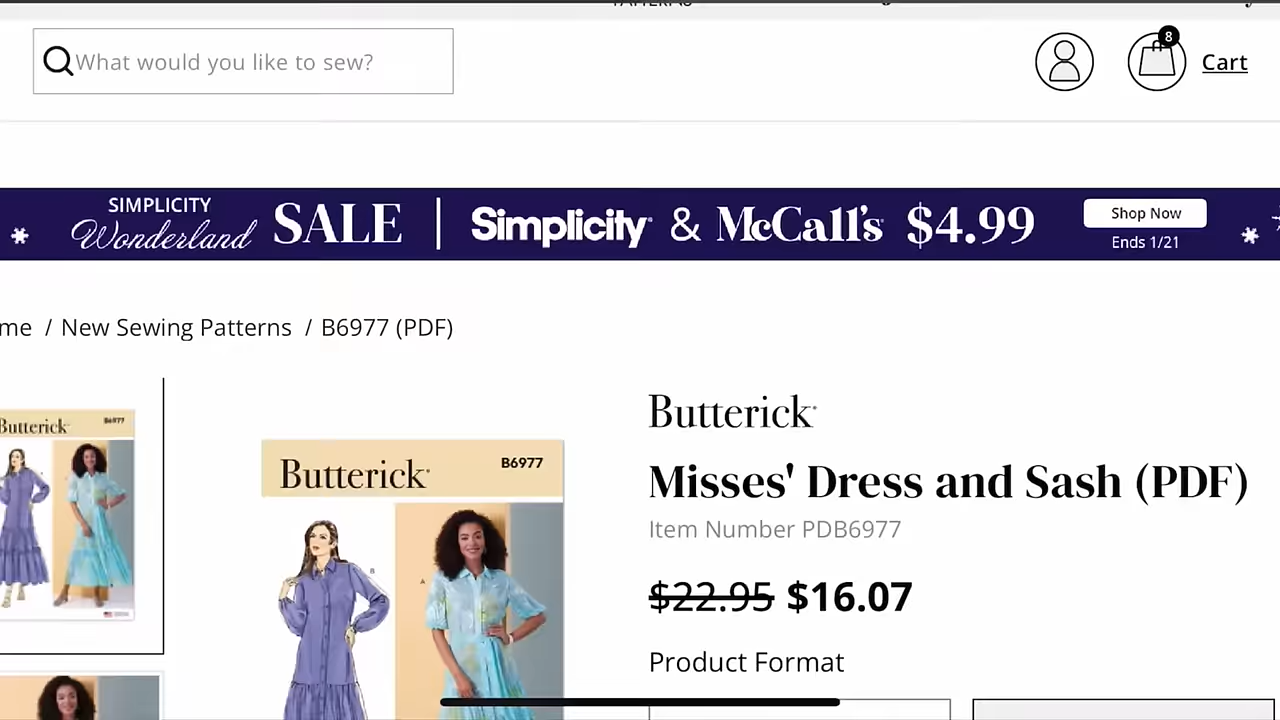 What would you like to sew?
8
Cart
SIMPLICITY
Wonderland SALE
Simplicity & McCall's $4.99
Shop Now
Ends 1/21
me / New Sewing Patterns / B6977 (PDF)
Butterick
B6977
Butterick
B6977
B
A
Butterick
Misses' Dress and Sash (PDF)
Item Number PDB6977
$22.95 $16.07
Product Format